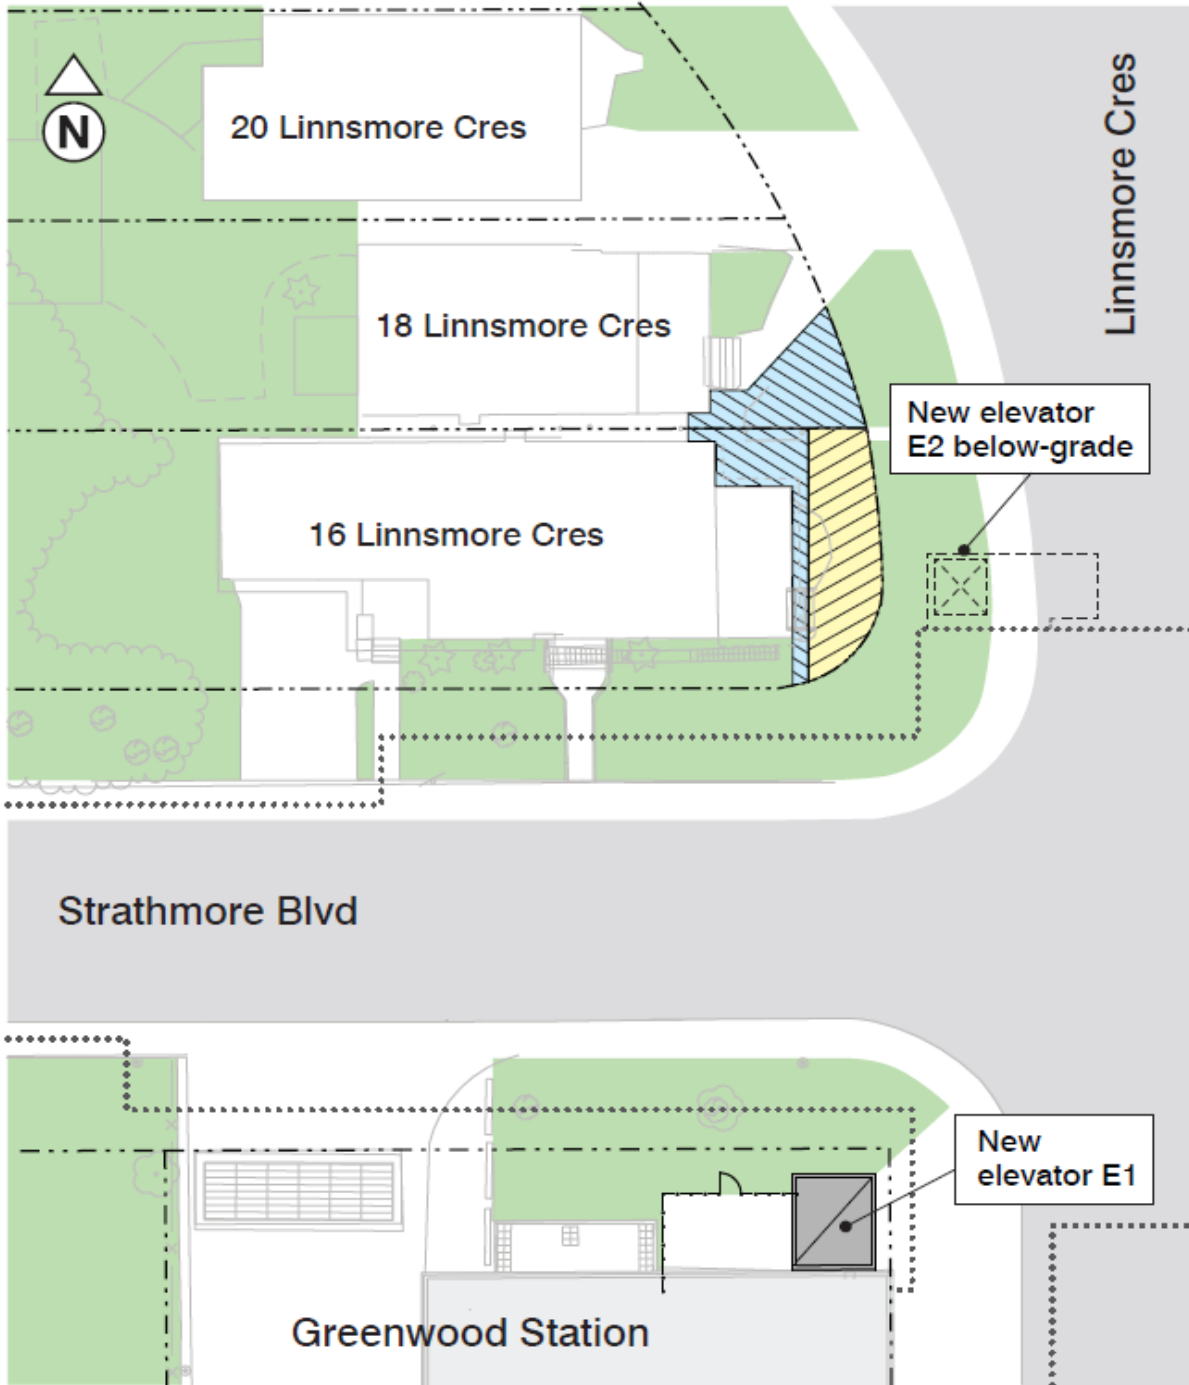 N
20 Linnsmore Cres
Linnsmore Cres
18 Linnsmore Cres
New elevator
E2 below-grade
16 Linnsmore Cres
Strathmore Blvd
New
elevator E1
Greenwood Station